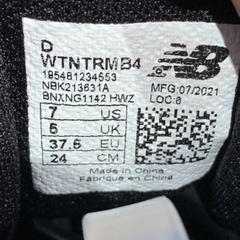 D
WTNTRMB4
195481234553
NBK213631A MFG:07/2021
BNXNG1142 HWZ LOC:8
7 US
5 UK
37.5 EU
24 CM
Made in China
Fabriqué en Chine